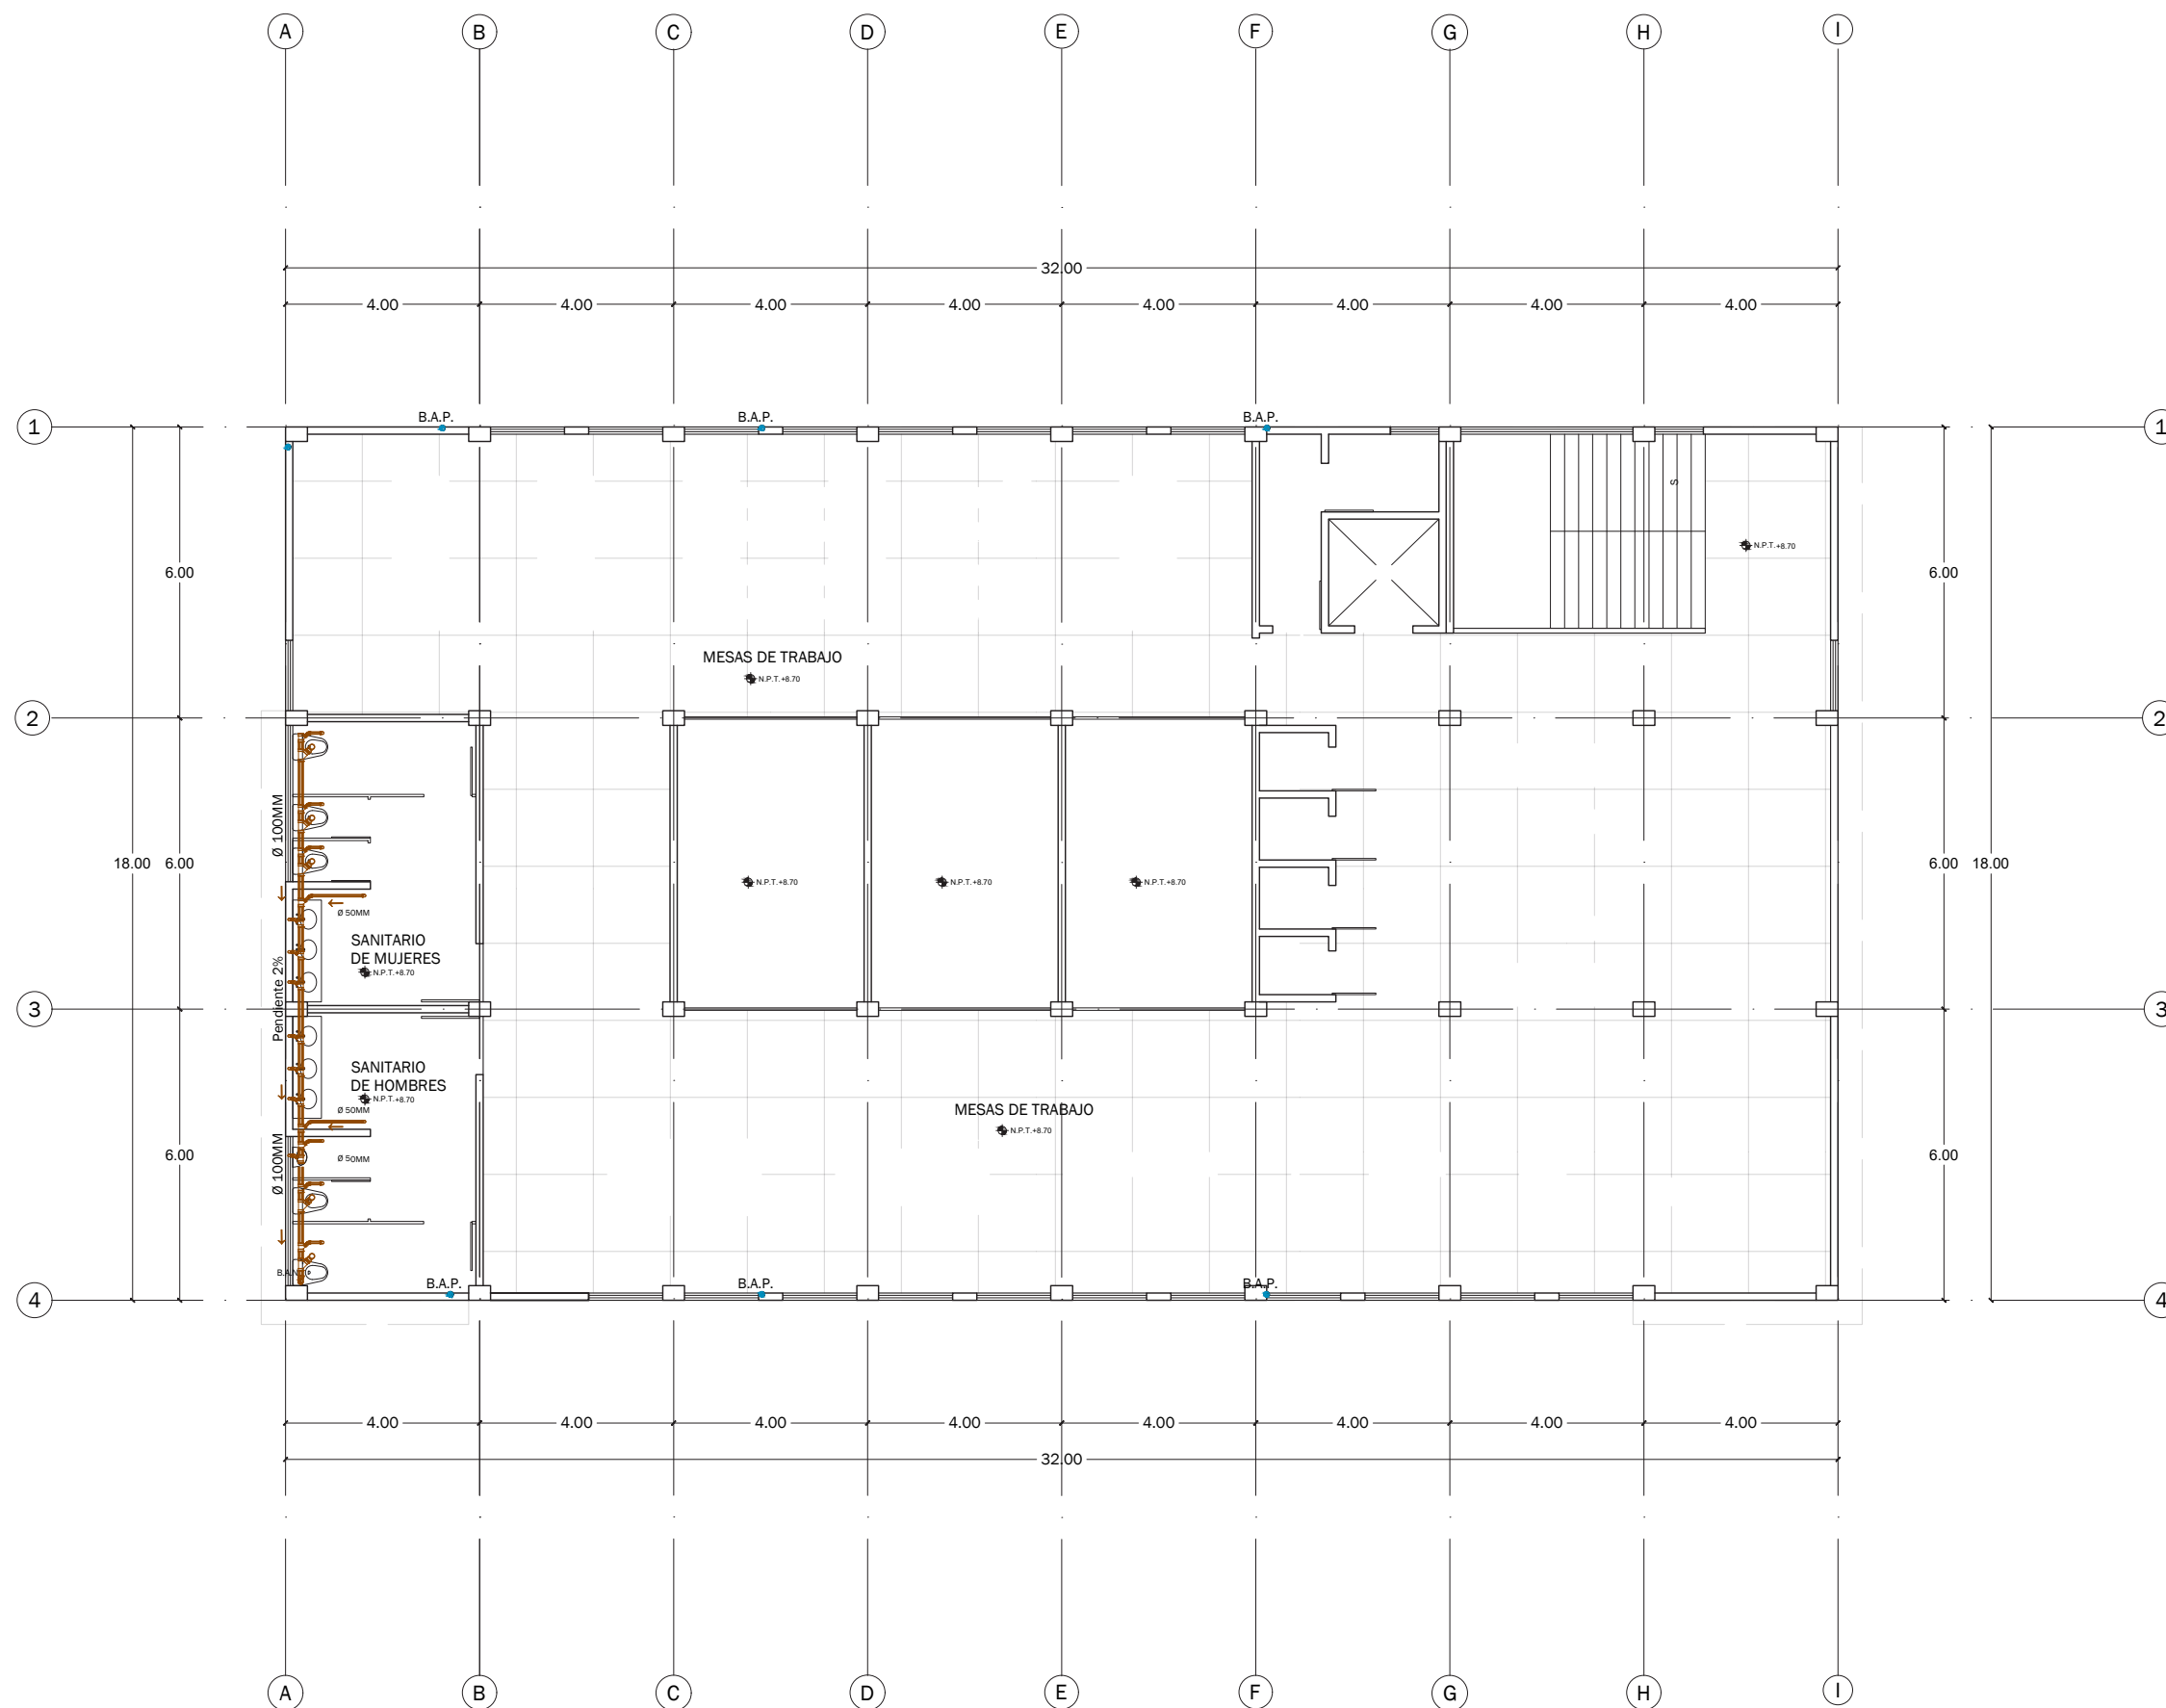 A B C D E F G H I
32.00
4.00 4.00 4.00 4.00 4.00 4.00 4.00 4.00
B.A.P. B.A.P. B.A.P.
1 1
S
N.P.T.+8.70
6.00 6.00
MESAS DE TRABAJO
N.P.T.+8.70
2 2
Ø 100MM
18.00 6.00 6.00 18.00
N.P.T.+8.70 N.P.T.+8.70 N.P.T.+8.70
Ø 50MM
SANITARIO
DE MUJERES
N.P.T.+8.70
Pendiente 2%
3 3
SANITARIO
DE HOMBRES
N.P.T.+8.70
Ø 50MM
MESAS DE TRABAJO
N.P.T.+8.70
Ø 100MM
Ø 50MM
6.00 6.00
B.A.P. B.A.P. B.A.P.
4 4
4.00 4.00 4.00 4.00 4.00 4.00 4.00 4.00
32.00
A B C D E F G H I